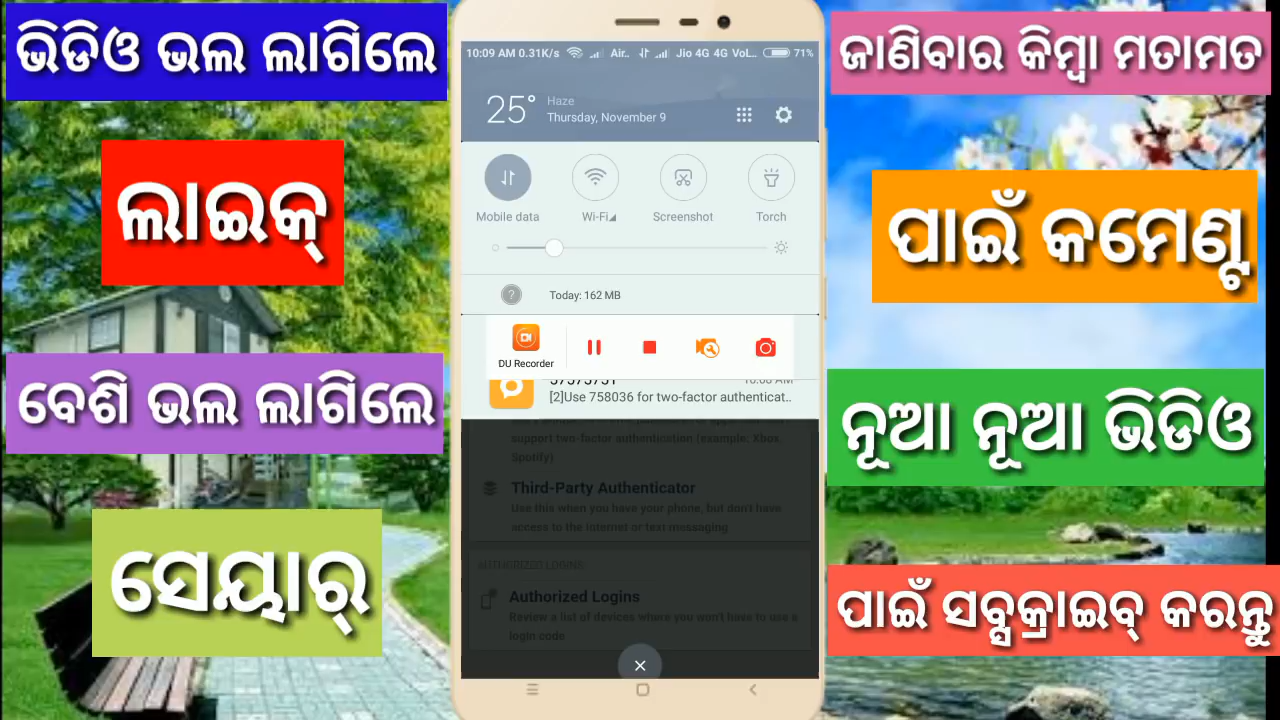 ଭିଡିଓ ଭଲ ଲାଗିଲେ
ଲାଇକ୍
ବେଶି ଭଲ ଲାଗିଲେ
ସେୟାର୍
10:09 AM 0.31K/s Air.. Jio 4G 4G VoL... 71%
25° Haze
Thursday, November 9
Mobile data Wi-Fi Screenshot Torch
? Today: 162 MB
DU Recorder
57575751 10:08 AM
[2]Use 758036 for two-factor authenticat..
support two-factor authentication (example: Xbox,
Spotify)
Third-Party Authenticator
Use this when you have your phone, but don't have
access to the internet or text messaging
AUTHORIZED LOGINS
Authorized Logins
Review a list of devices where you won't have to use a
login code
ଜାଣିବାର କିମ୍ବା ମତାମତ
ପାଇଁ କମେଣ୍ଟ
ନୂଆ ନୂଆ ଭିଡିଓ
ପାଇଁ ସବ୍ସକ୍ରାଇବ୍ କରନ୍ତୁ